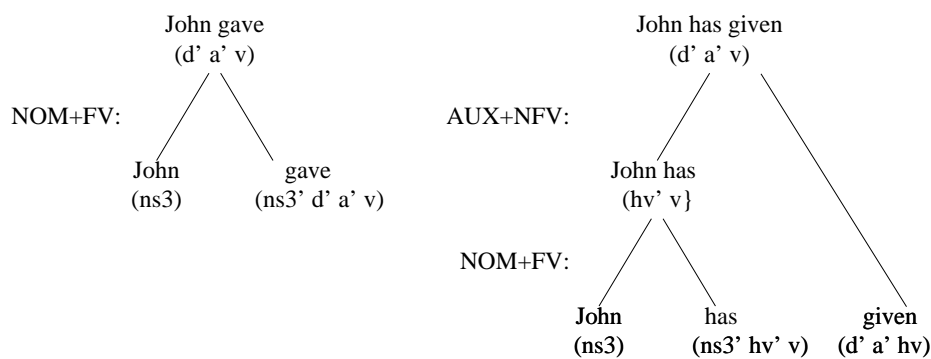 John gave
(d’ a’ v)
NOM+FV:
John
(ns3)
gave
(ns3’ d’ a’ v)
John has given
(d’ a’ v)
AUX+NFV:
John has
(hv’ v}
NOM+FV:
John
(ns3)
has
(ns3’ hv’ v)
given
(d’ a’ hv)